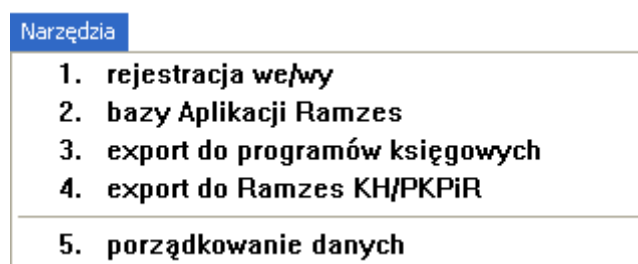 Narzędzia
1. rejestracja we/wy
2. bazy Aplikacji Ramzes
3. export do programów księgowych
4. export do Ramzes KH/PKPiR
5. porządkowanie danych